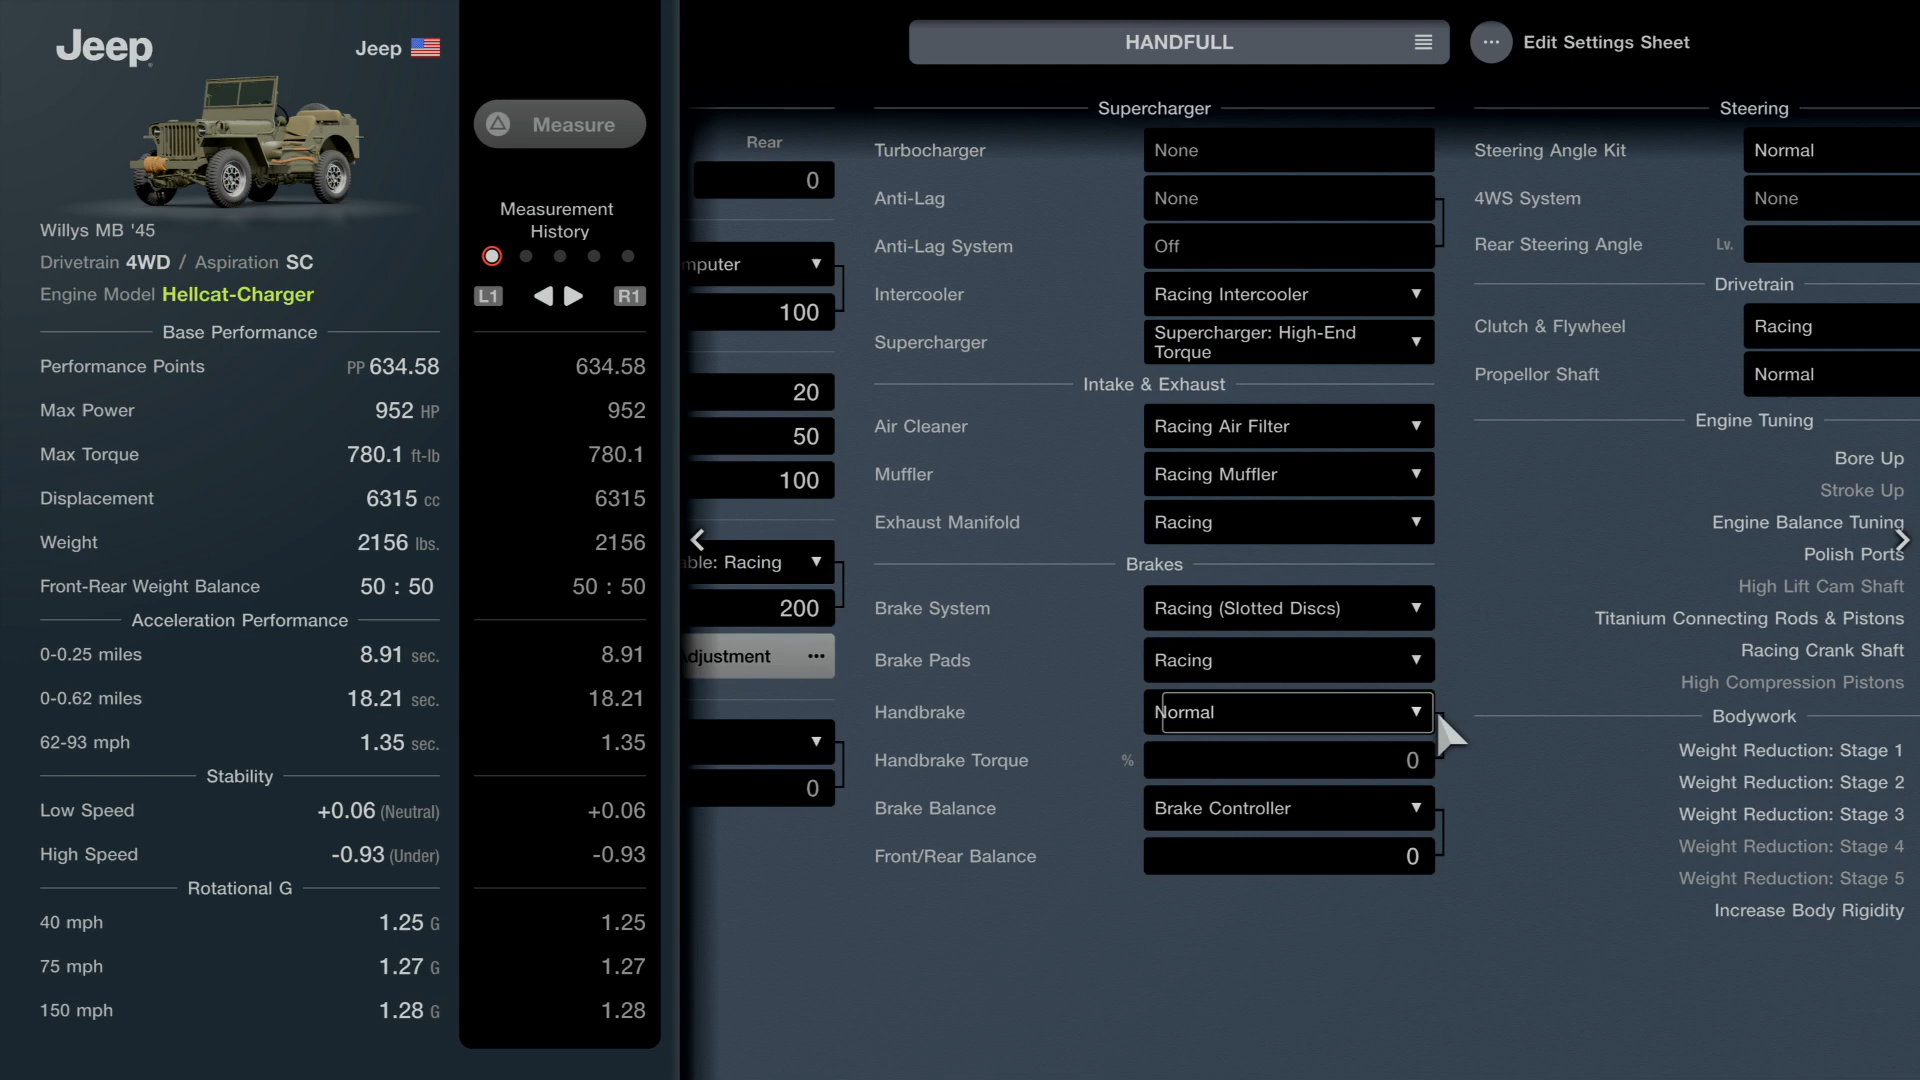 Jeep
Jeep
Willys MB '45
Drivetrain 4WD / Aspiration SC
Engine Model Hellcat-Charger
Base Performance
Performance Points PP 634.58
Max Power 952 HP
Max Torque 780.1 ft-lb
Displacement 6315 cc
Weight 2156 lbs.
Front-Rear Weight Balance 50 : 50
Acceleration Performance
0-0.25 miles 8.91 sec.
0-0.62 miles 18.21 sec.
62-93 mph 1.35 sec.
Stability
Low Speed +0.06 (Neutral)
High Speed -0.93 (Under)
Rotational G
40 mph 1.25 G
75 mph 1.27 G
150 mph 1.28 G
Measure
Measurement
History
L1 R1
634.58
952
780.1
6315
2156
50 : 50
8.91
18.21
1.35
+0.06
-0.93
1.25
1.27
1.28
HANDFULL
Edit Settings Sheet
Rear
0
mputer
100
20
50
100
able: Racing
200
Adjustment
0
Supercharger
Turbocharger None
Anti-Lag None
Anti-Lag System Off
Intercooler Racing Intercooler
Supercharger Supercharger: High-End
Torque
Intake & Exhaust
Air Cleaner Racing Air Filter
Muffler Racing Muffler
Exhaust Manifold Racing
Brakes
Brake System Racing (Slotted Discs)
Brake Pads Racing
Handbrake Normal
Handbrake Torque % 0
Brake Balance Brake Controller
Front/Rear Balance 0
Steering
Steering Angle Kit Normal
4WS System None
Rear Steering Angle Lv.
Drivetrain
Clutch & Flywheel Racing
Propellor Shaft Normal
Engine Tuning
Bore Up
Stroke Up
Engine Balance Tuning
Polish Ports
High Lift Cam Shaft
Titanium Connecting Rods & Pistons
Racing Crank Shaft
High Compression Pistons
Bodywork
Weight Reduction: Stage 1
Weight Reduction: Stage 2
Weight Reduction: Stage 3
Weight Reduction: Stage 4
Weight Reduction: Stage 5
Increase Body Rigidity